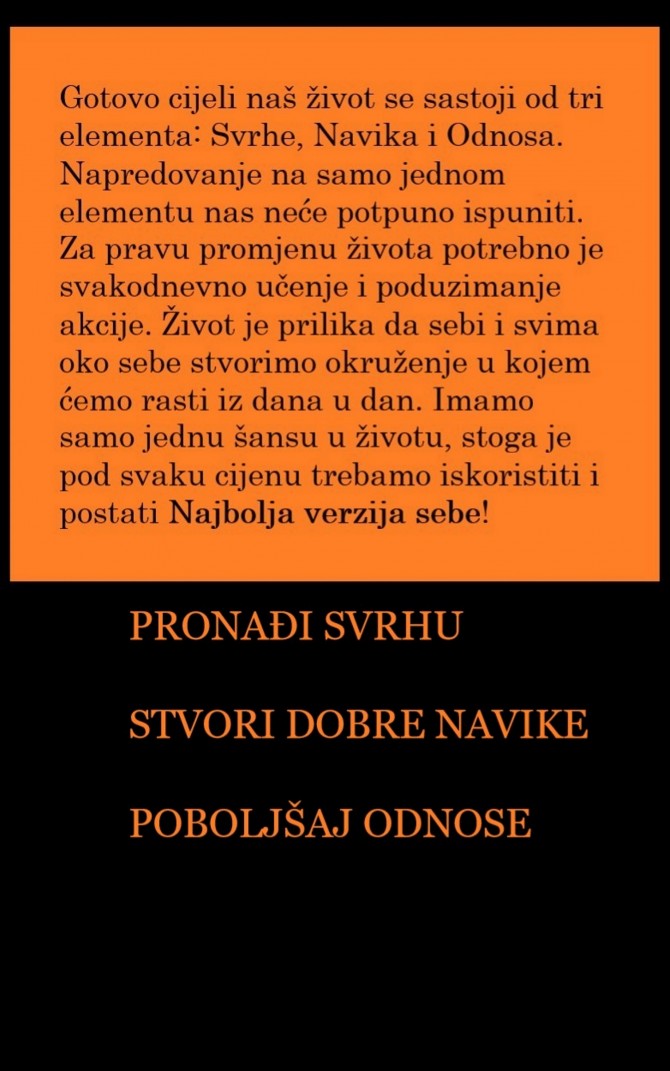 Gotovo cijeli naš život se sastoji od tri
elementa: Svrhe, Navika i Odnosa.
Napredovanje na samo jednom
elementu nas neće potpuno ispuniti.
Za pravu promjenu života potrebno je
svakodnevno učenje i poduzimanje
akcije. Život je prilika da sebi i svima
oko sebe stvorimo okruženje u kojem
ćemo rasti iz dana u dan. Imamo
samo jednu šansu u životu, stoga je
pod svaku cijenu trebamo iskoristiti i
postati Najbolja verzija sebe!
PRONAĐI SVRHU
STVORI DOBRE NAVIKE
POBOLJŠAJ ODNOSE